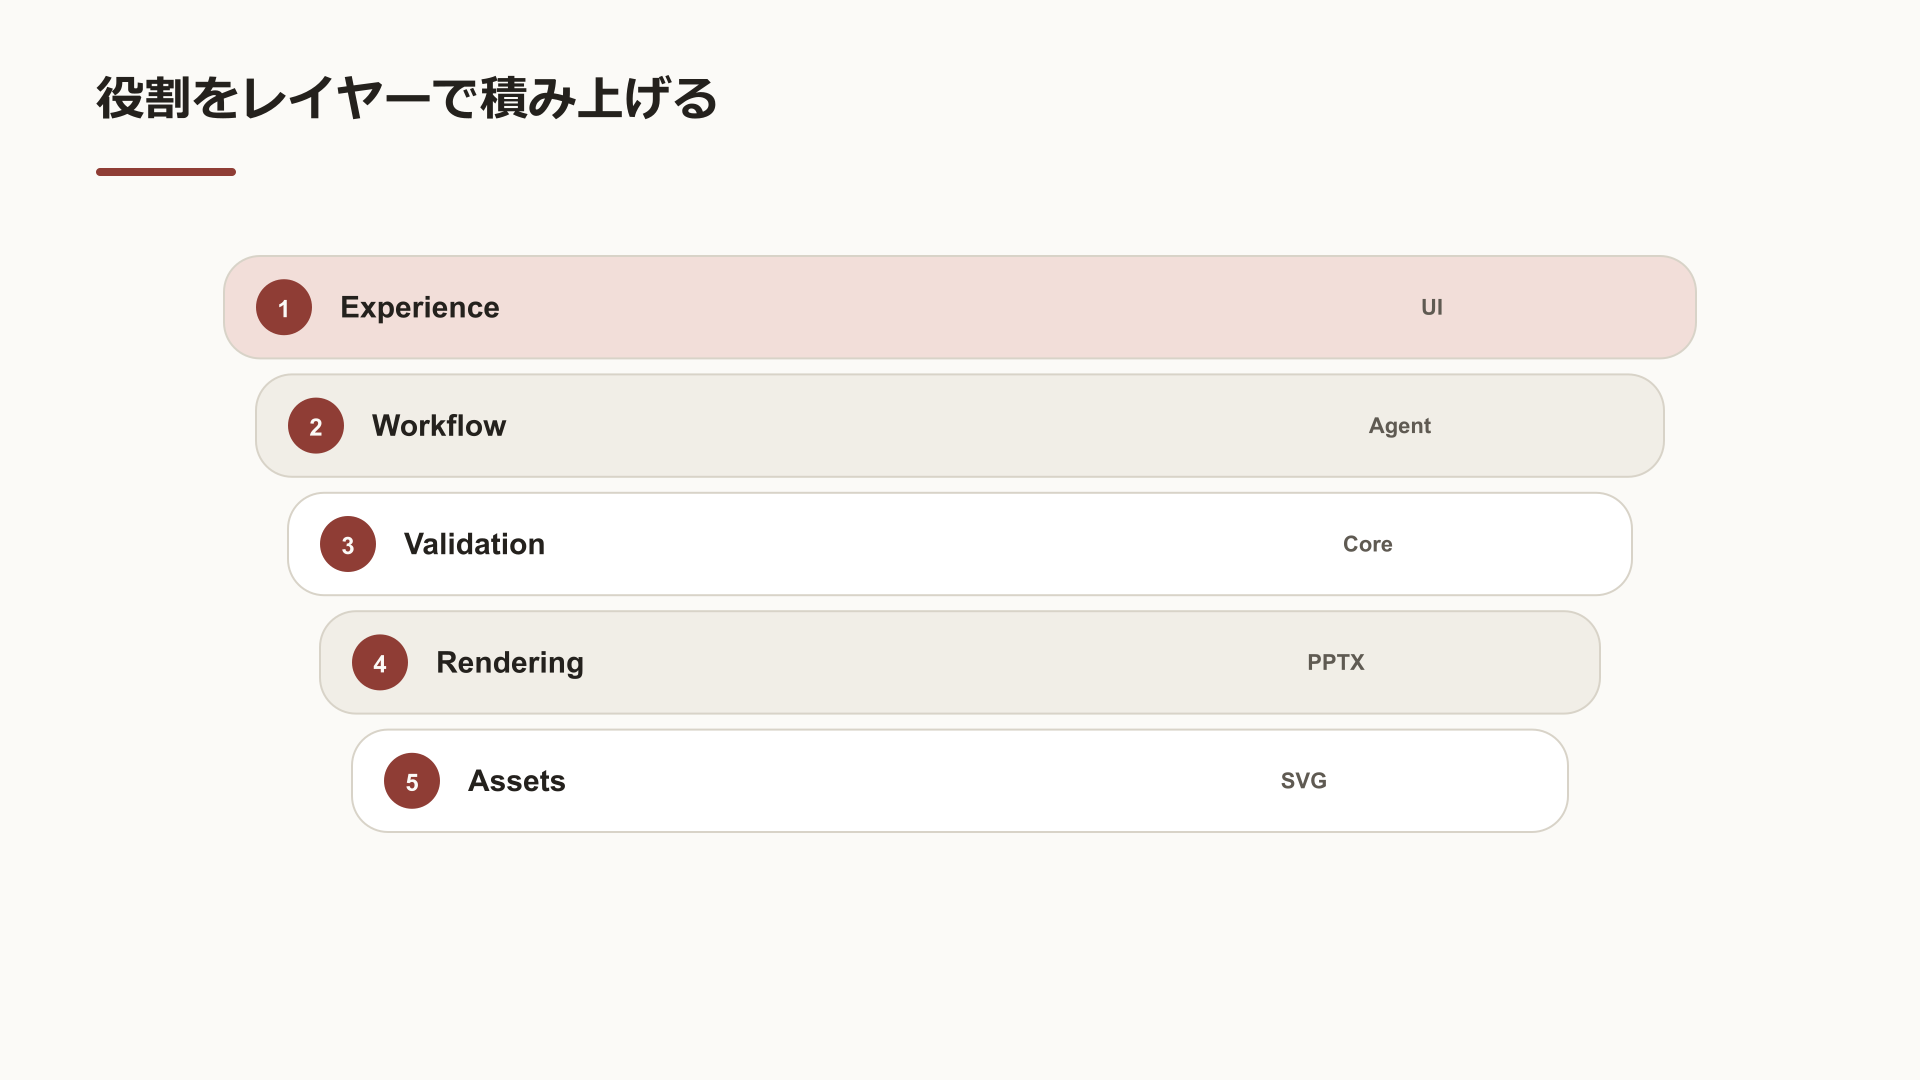 役割をレイヤーで積み上げる
1 Experience UI
2 Workflow Agent
3 Validation Core
4 Rendering PPTX
5 Assets SVG